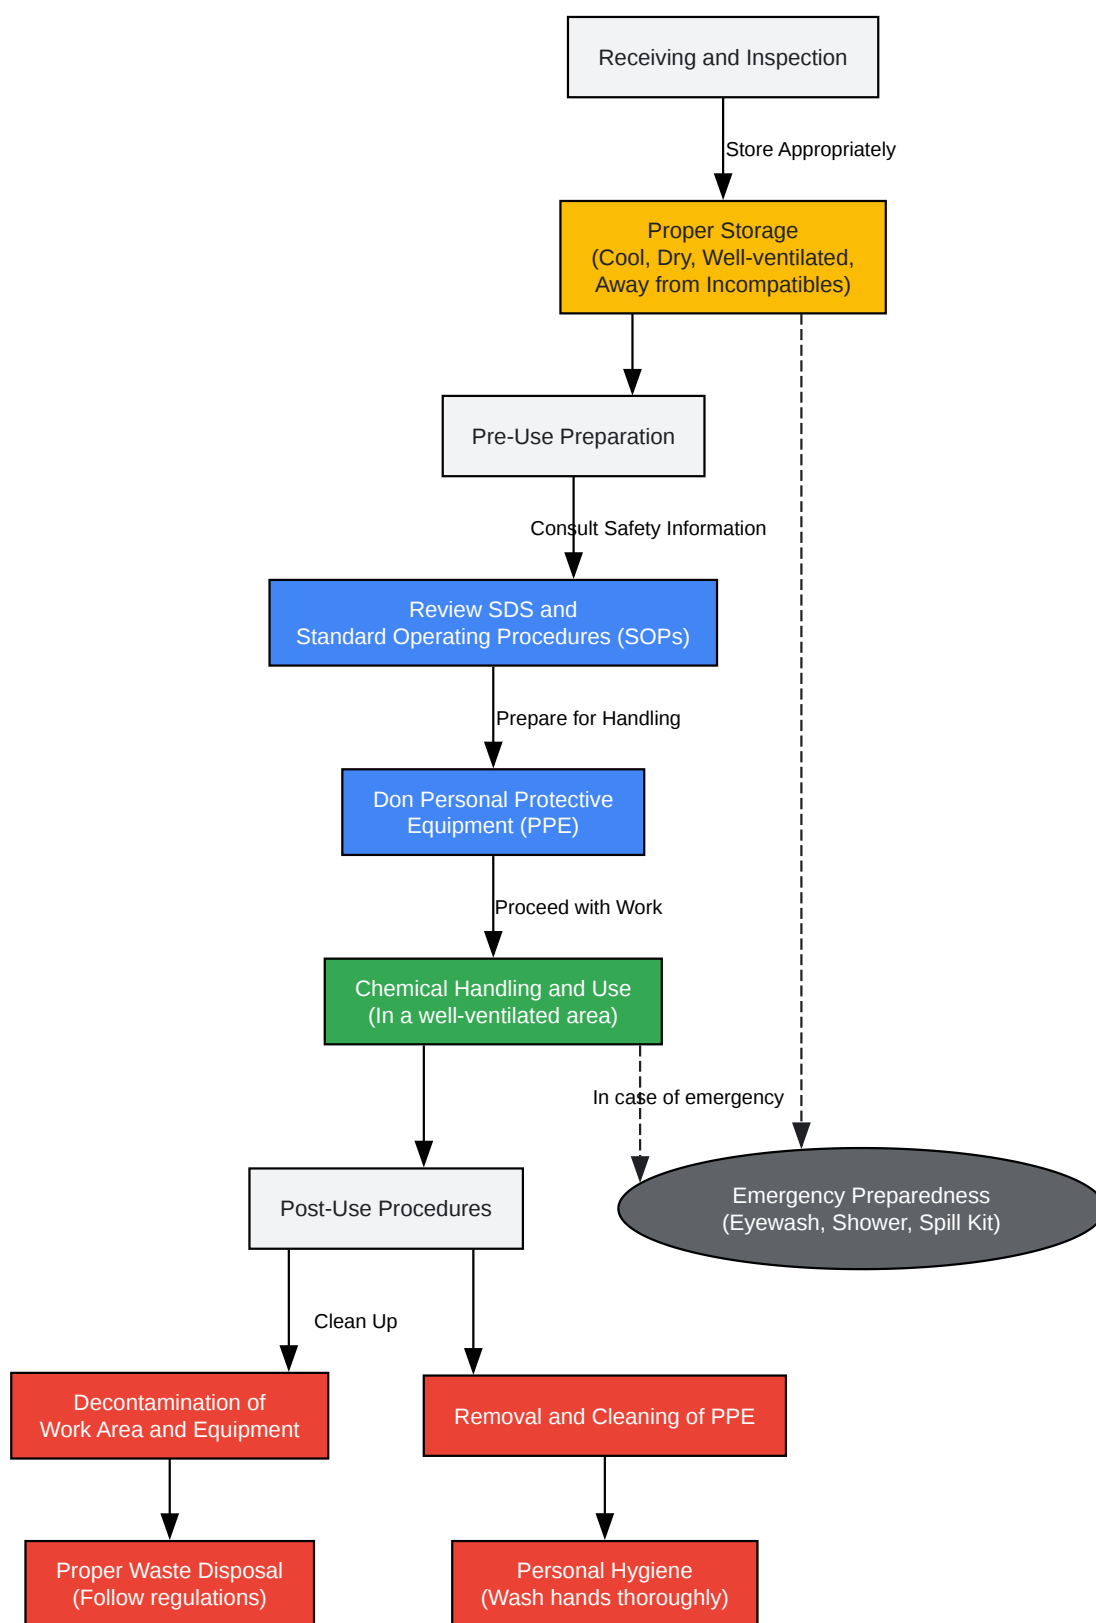 Receiving and Inspection
Store Appropriately
Proper Storage
(Cool, Dry, Well-ventilated,
Away from Incompatibles)
Pre-Use Preparation
Consult Safety Information
Review SDS and
Standard Operating Procedures (SOPs)
Prepare for Handling
Don Personal Protective
Equipment (PPE)
Proceed with Work
Chemical Handling and Use
(In a well-ventilated area)
In case of emergency
Post-Use Procedures
Emergency Preparedness
(Eyewash, Shower, Spill Kit)
Clean Up
Decontamination of
Work Area and Equipment
Removal and Cleaning of PPE
Proper Waste Disposal
(Follow regulations)
Personal Hygiene
(Wash hands thoroughly)